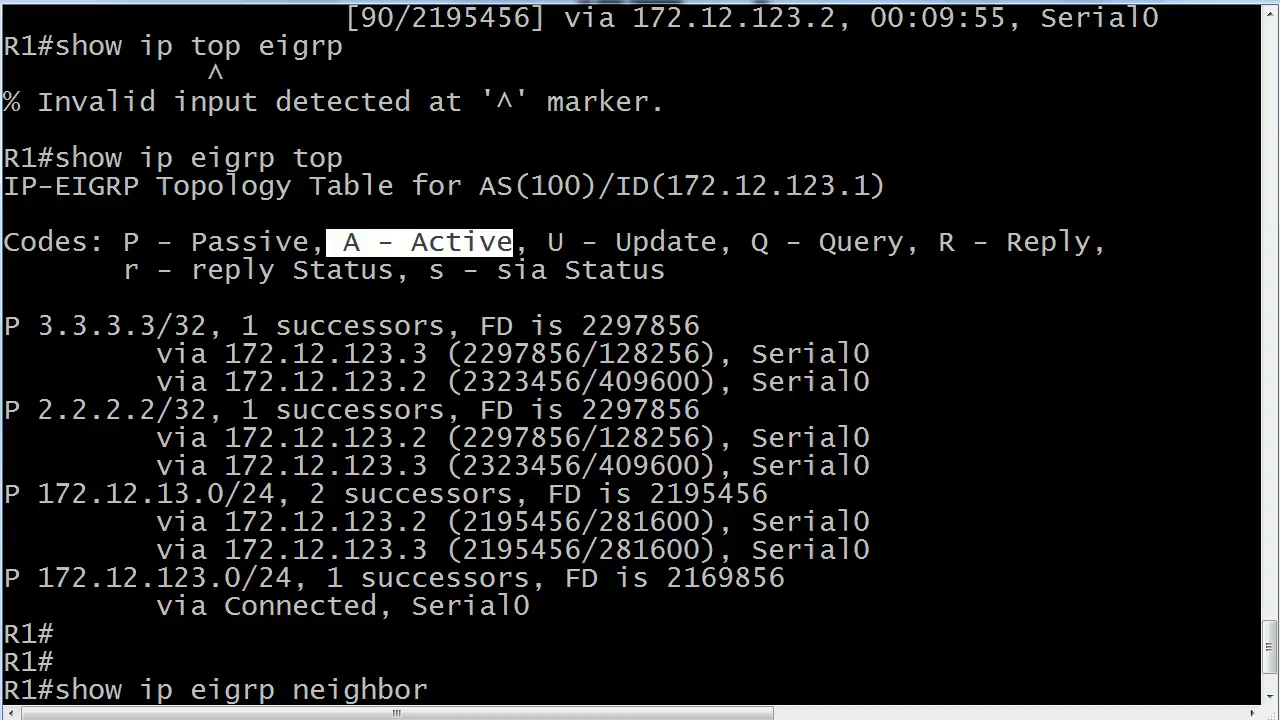 [90/2195456] via 172.12.123.2, 00:09:55, Serial0
R1#show ip top eigrp
^
% Invalid input detected at '^' marker.
R1#show ip eigrp top
IP-EIGRP Topology Table for AS(100)/ID(172.12.123.1)
Codes: P - Passive, A - Active, U - Update, Q - Query, R - Reply,
r - reply Status, s - sia Status
P 3.3.3.3/32, 1 successors, FD is 2297856
via 172.12.123.3 (2297856/128256), Serial0
via 172.12.123.2 (2323456/409600), Serial0
P 2.2.2.2/32, 1 successors, FD is 2297856
via 172.12.123.2 (2297856/128256), Serial0
via 172.12.123.3 (2323456/409600), Serial0
P 172.12.13.0/24, 2 successors, FD is 2195456
via 172.12.123.2 (2195456/281600), Serial0
via 172.12.123.3 (2195456/281600), Serial0
P 172.12.123.0/24, 1 successors, FD is 2169856
via Connected, Serial0
R1#
R1#
R1#show ip eigrp neighbor